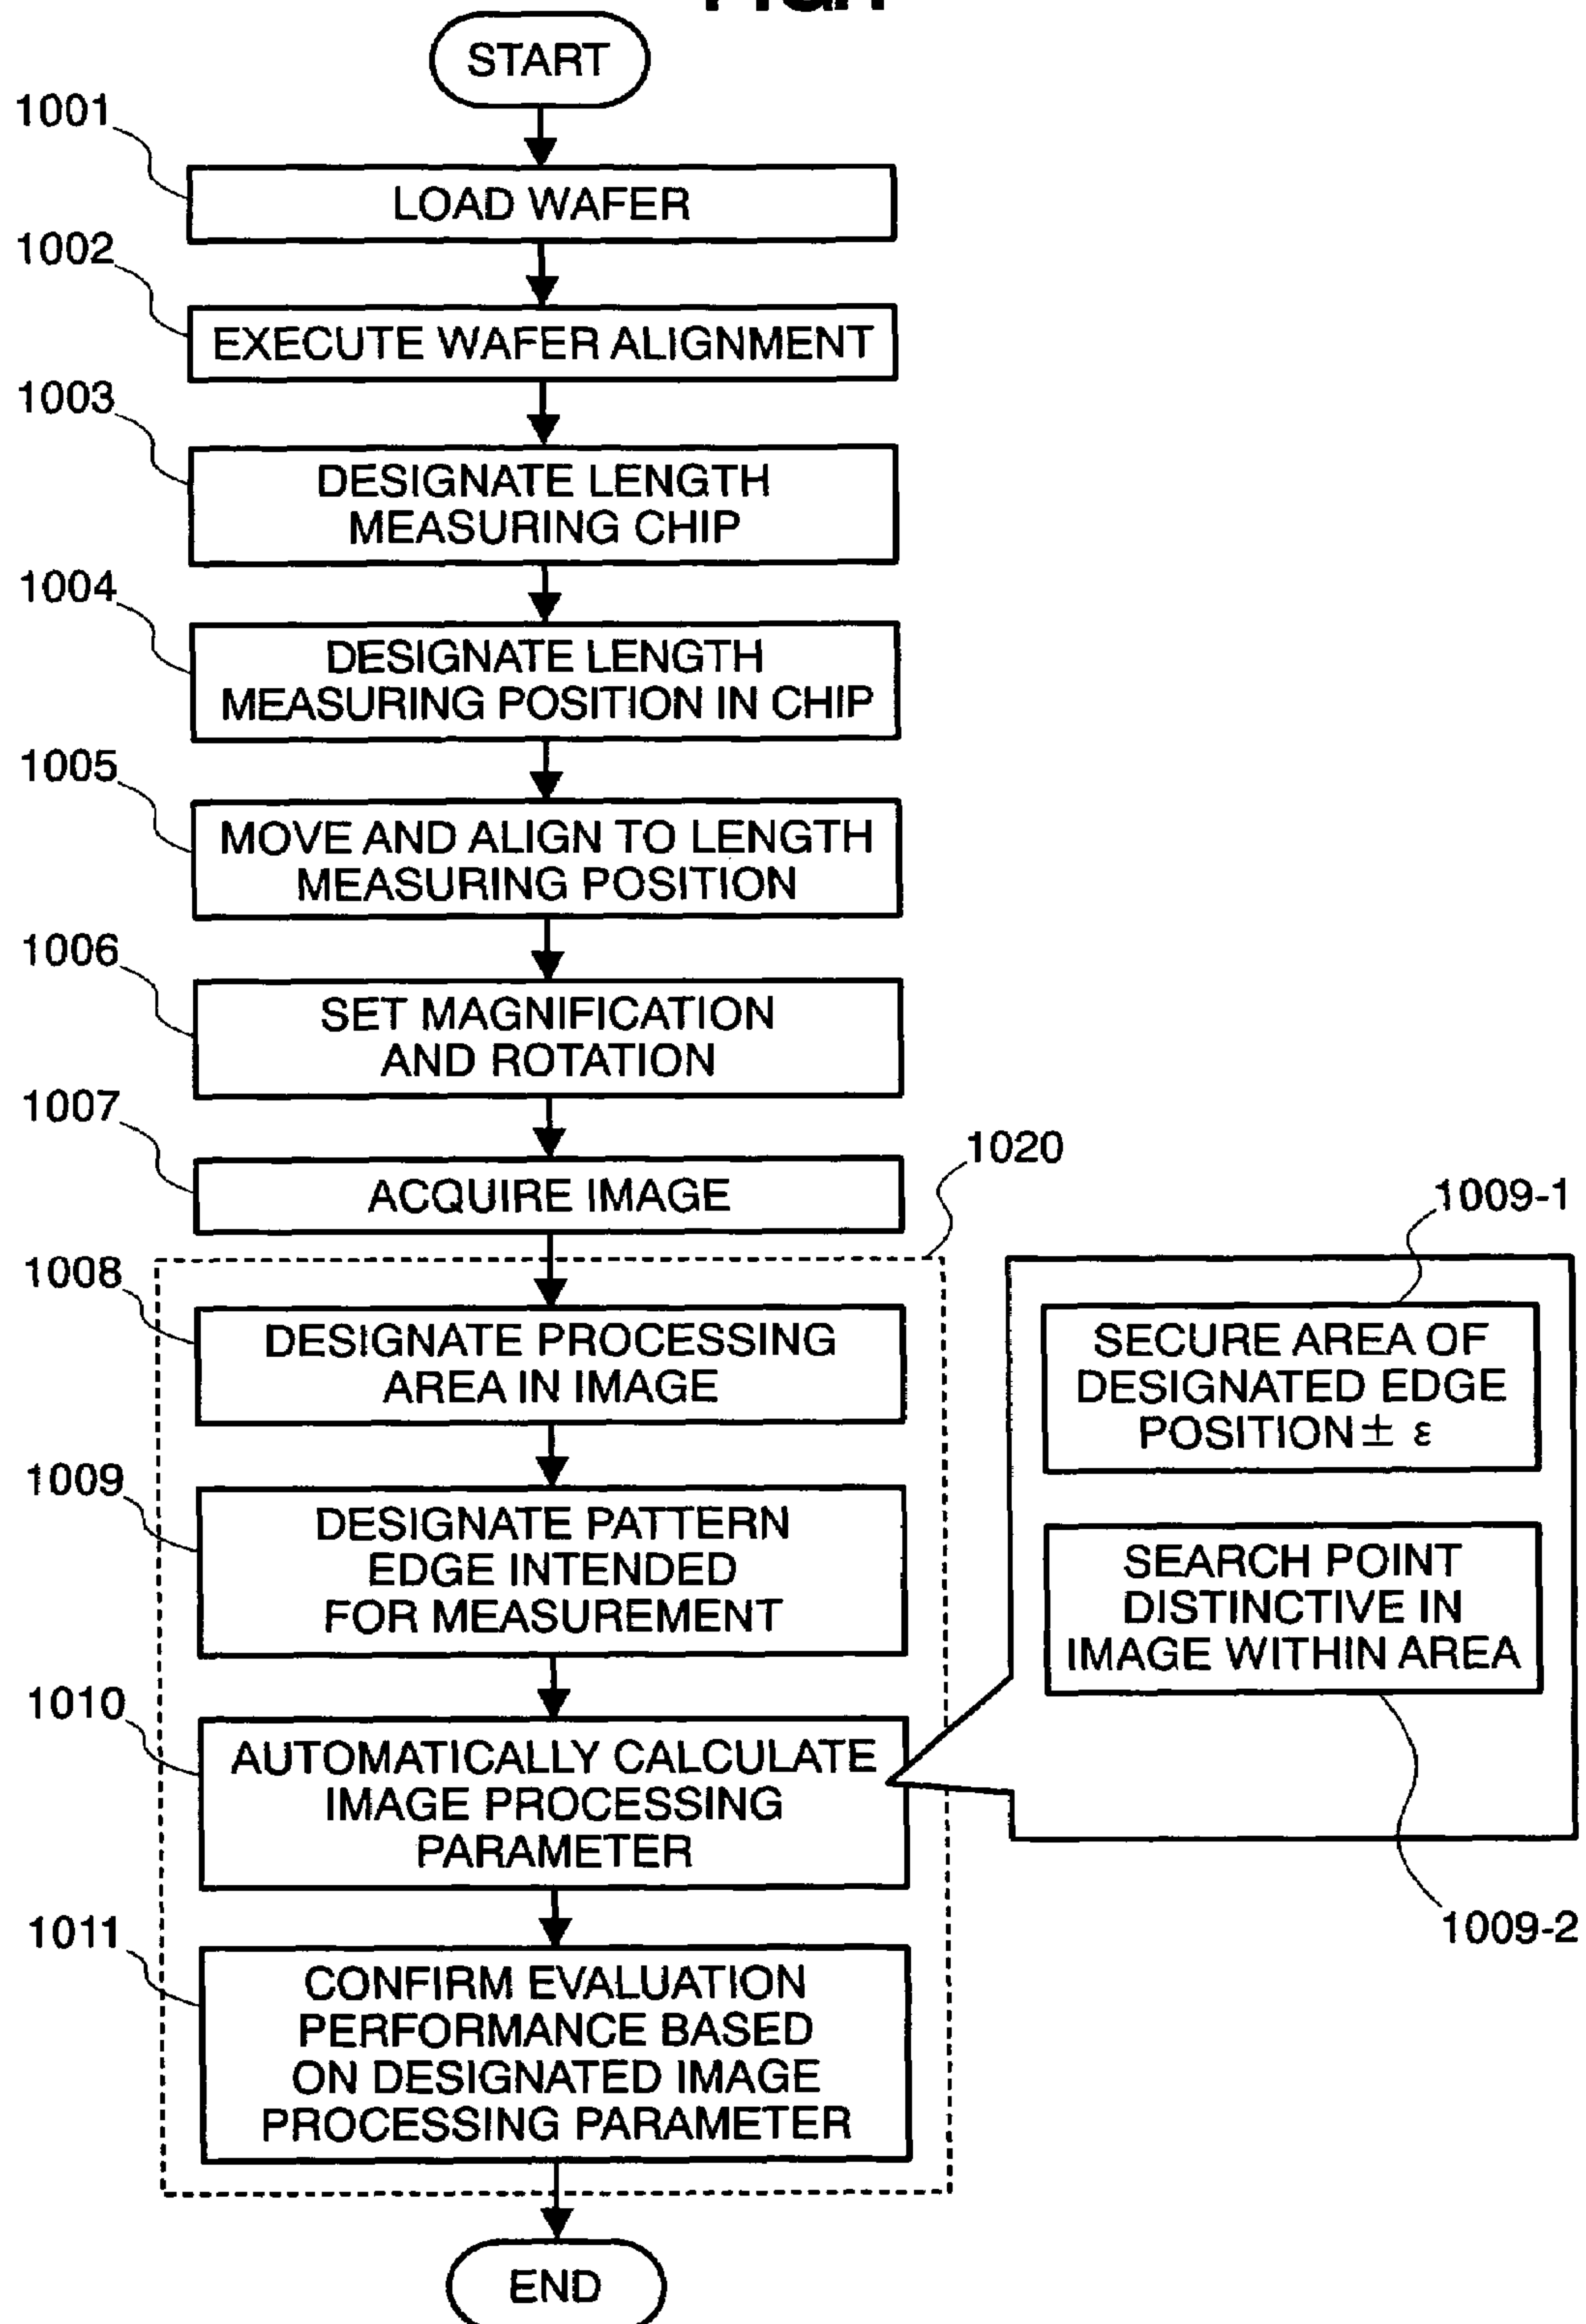 START
1001
LOAD WAFER
1002
EXECUTE WAFER ALIGNMENT
1003
DESIGNATE LENGTH
MEASURING CHIP
1004
DESIGNATE LENGTH
MEASURING POSITION IN CHIP
1005
MOVE AND ALIGN TO LENGTH
MEASURING POSITION
1006
SET MAGNIFICATION
AND ROTATION
1007
ACQUIRE IMAGE
1020
1008
DESIGNATE PROCESSING
AREA IN IMAGE
1009
DESIGNATE PATTERN
EDGE INTENDED
FOR MEASUREMENT
1010
AUTOMATICALLY CALCULATE
IMAGE PROCESSING
PARAMETER
1009-1
SECURE AREA OF
DESIGNATED EDGE
POSITION ± ε
SEARCH POINT
DISTINCTIVE IN
IMAGE WITHIN AREA
1009-2
1011
CONFIRM EVALUATION
PERFORMANCE BASED
ON DESIGNATED IMAGE
PROCESSING PARAMETER
END